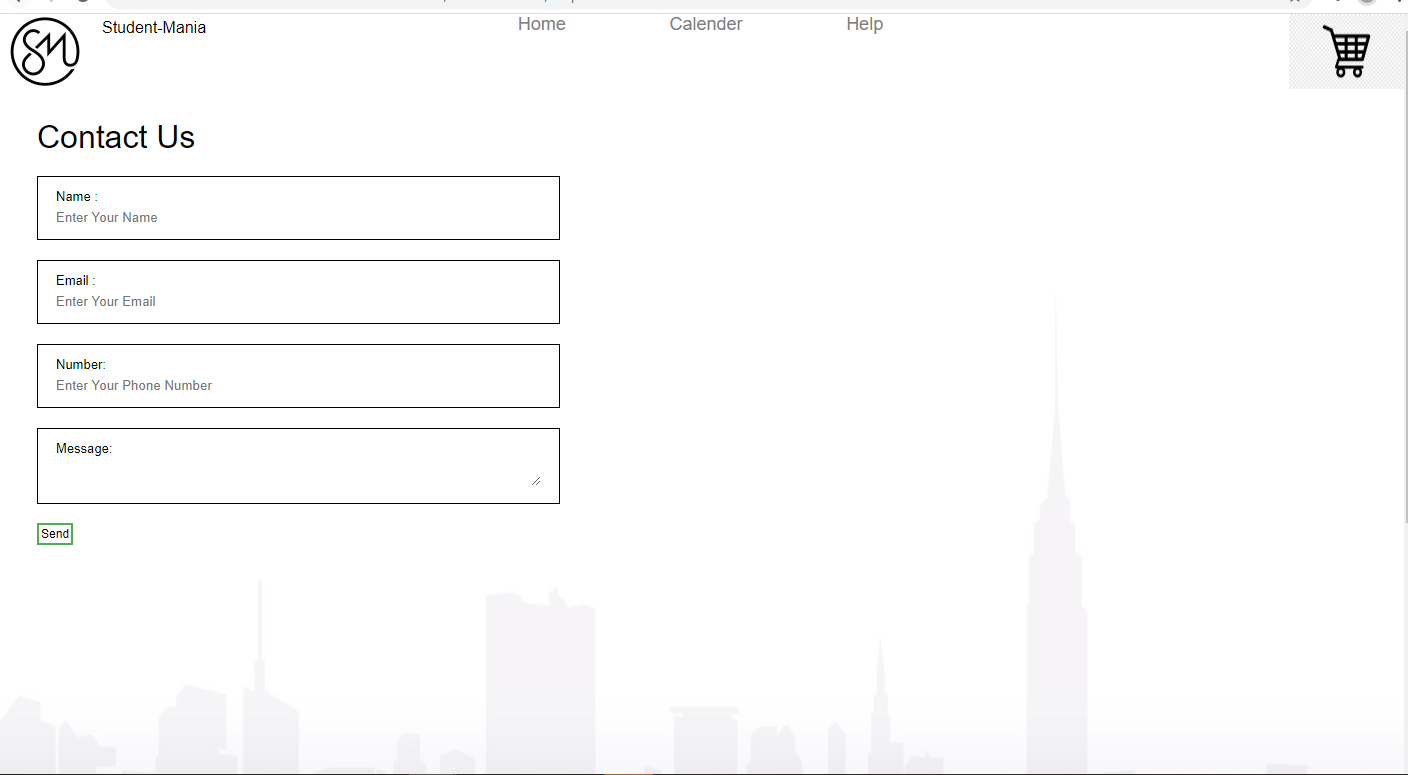 SM
Student-Mania
Home
Calender
Help
Contact Us
Name :
Enter Your Name
Email :
Enter Your Email
Number:
Enter Your Phone Number
Message:
Send